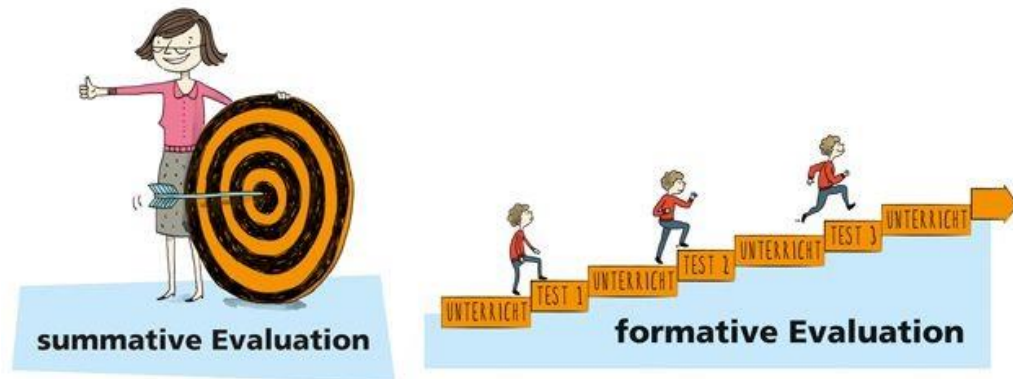 summative Evaluation
UNTERRICHT
TEST 1
UNTERRICHT
TEST 2
UNTERRICHT
TEST 3
UNTERRICHT
formative Evaluation